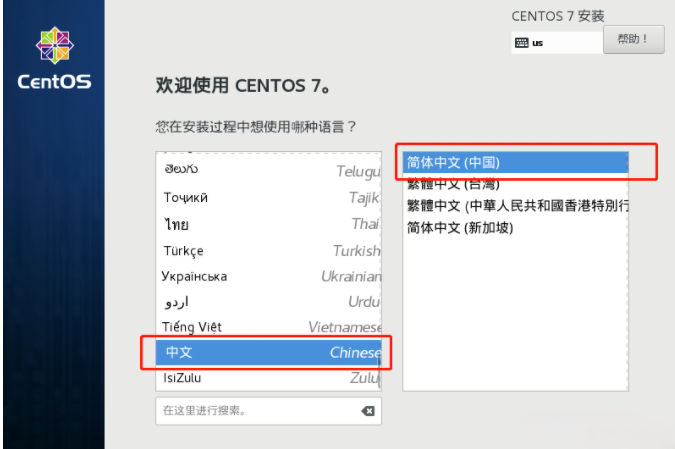 CENTOS 7 安装
us
帮助！
CentOS
欢迎使用 CENTOS 7。
您在安装过程中想使用哪种语言？
తెలుగు Telugu
Тоҷикӣ Tajik
ไทย Thai
Türkçe Turkish
Українська Ukrainian
اردو Urdu
Tiếng Việt Vietnamese
中文 Chinese
IsiZulu Zulu
在这里进行搜索。
简体中文 (中国)
繁體中文 (台灣)
繁體中文 (中華人民共和國香港特別行
简体中文 (新加坡)